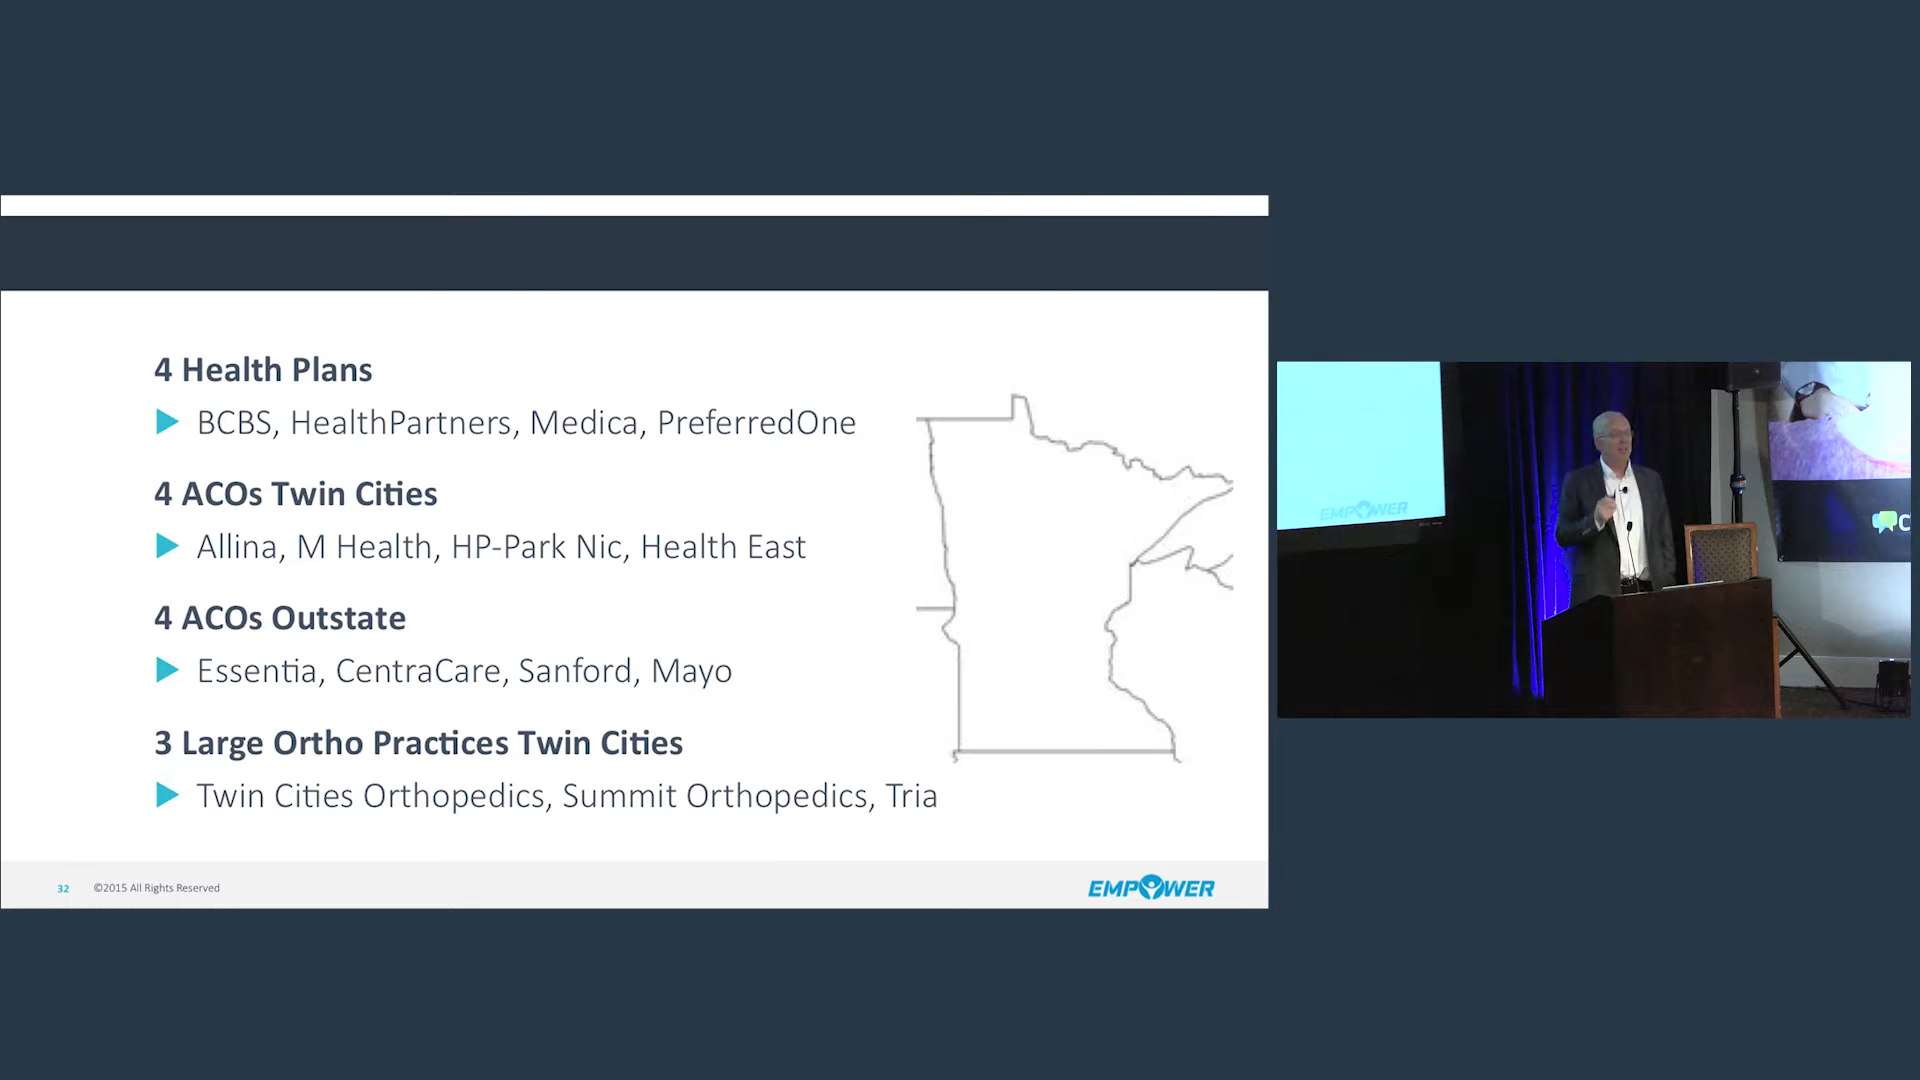 4 Health Plans
BCBS, HealthPartners, Medica, PreferredOne
4 ACOs Twin Cities
Allina, M Health, HP-Park Nic, Health East
4 ACOs Outstate
Essentia, CentraCare, Sanford, Mayo
3 Large Ortho Practices Twin Cities
Twin Cities Orthopedics, Summit Orthopedics, Tria
32 ©2015 All Rights Reserved
EMPOWER
EMPOWER